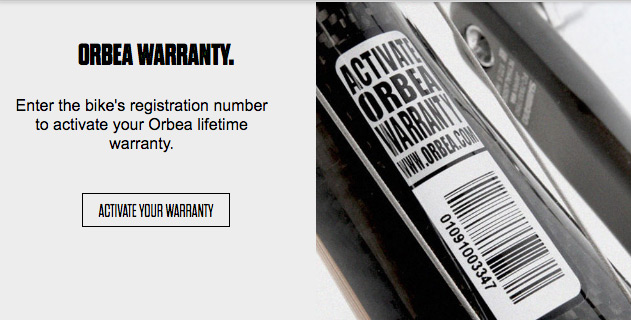 ORBEA WARRANTY.
Enter the bike's registration number
to activate your Orbea lifetime
warranty.
ACTIVATE YOUR WARRANTY
ACTIVATE
ORBEA
WARRANTY
WWW.ORBEA.COM
01091003347